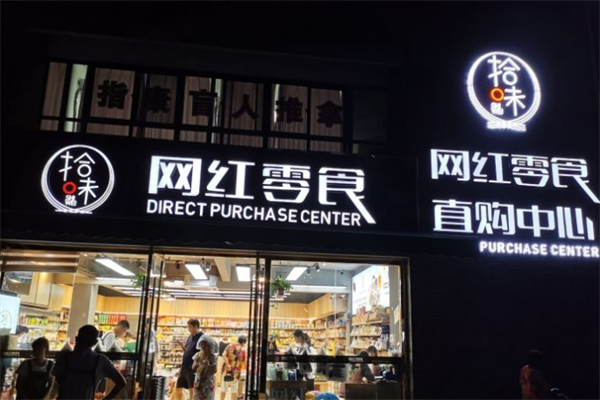 指康盲人推拿
拾味
网红零食
DIRECT PURCHASE CENTER
拾味
网红零食
直购中心
PURCHASE CENTER